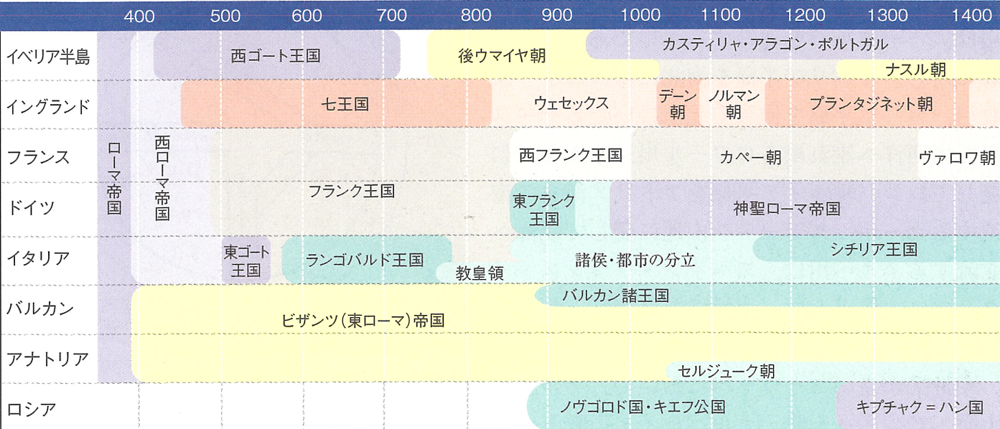 400 500 600 700 800 900 1000 1100 1200 1300 1400
イベリア半島
西ゴート王国
後ウマイヤ朝
カスティリャ・アラゴン・ポルトガル
ナスル朝
イングランド
七王国
ウェセックス
デーン
朝
ノルマン
朝
プランタジネット朝
ローマ帝国
西ローマ帝国
フランス
西フランク王国
カペー朝
ヴァロワ朝
フランク王国
ドイツ
東フランク
王国
神聖ローマ帝国
イタリア
東ゴート
王国
ランゴバルド王国
教皇領
諸侯・都市の分立
シチリア王国
バルカン
バルカン諸王国
ビザンツ(東ローマ)帝国
アナトリア
セルジューク朝
ロシア
ノヴゴロド国・キエフ公国
キプチャク=ハン国